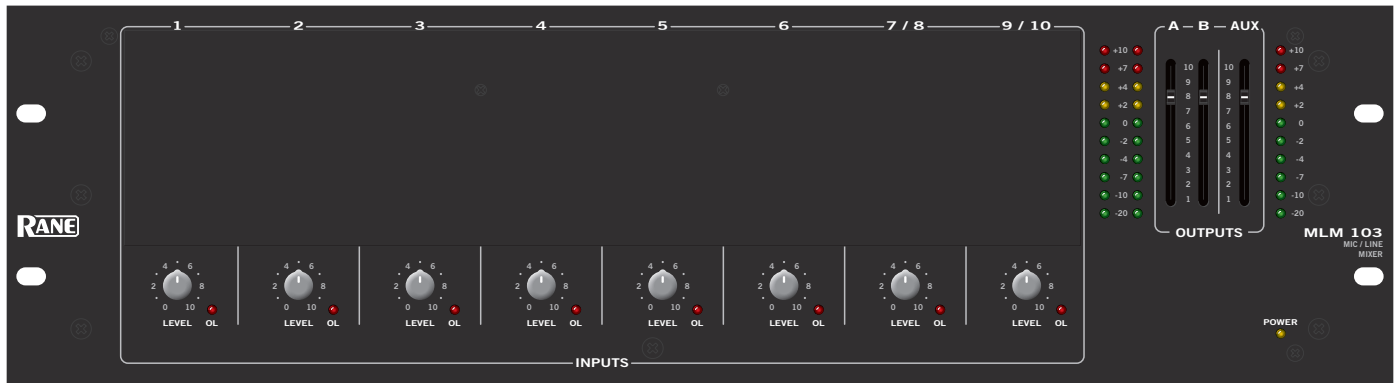 1 2 3 4 5 6 7 / 8 9 / 10
A B AUX
+10 10 10 +10
+7 9 9 +7
+4 8 8 +4
+2 7 7 +2
0 6 6 0
-2 5 5 -2
-4 4 4 -4
-7 3 3 -7
-10 2 2 -10
-20 1 1 -20
OUTPUTS
RANE
MLM 103
MIC / LINE
MIXER
4 6 4 6 4 6 4 6 4 6 4 6 4 6 4 6
2 8 2 8 2 8 2 8 2 8 2 8 2 8 2 8
0 10 0 10 0 10 0 10 0 10 0 10 0 10 0 10
LEVEL OL LEVEL OL LEVEL OL LEVEL OL LEVEL OL LEVEL OL LEVEL OL LEVEL OL
POWER
INPUTS